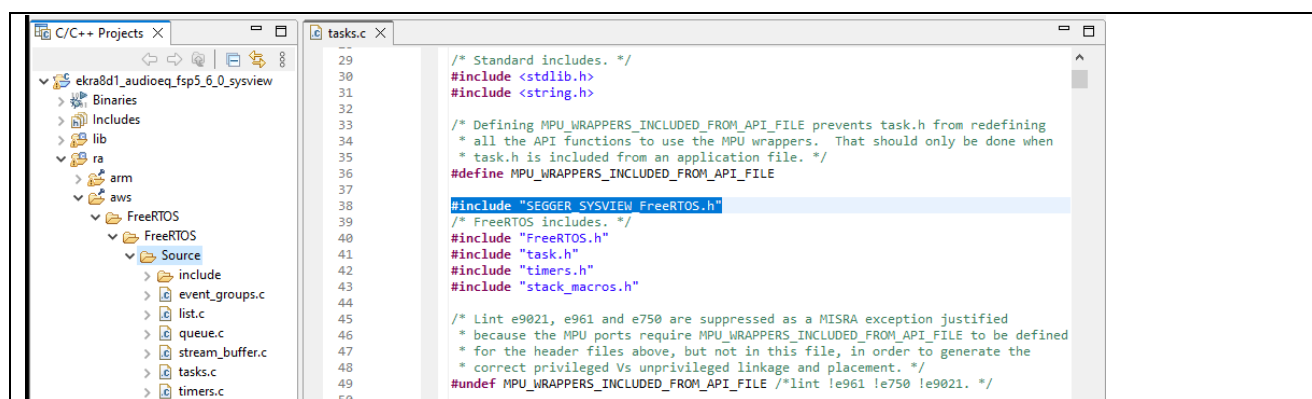 C/C++ Projects
ekra8d1_audioeq_fsp5_6_0_sysview
Binaries
Includes
lib
ra
arm
aws
FreeRTOS
FreeRTOS
Source
include
event_groups.c
list.c
queue.c
stream_buffer.c
tasks.c
timers.c
tasks.c
29 /* Standard includes. */
30 #include <stdlib.h>
31 #include <string.h>
32
33 /* Defining MPU_WRAPPERS_INCLUDED_FROM_API_FILE prevents task.h from redefining
34 * all the API functions to use the MPU wrappers.  That should only be done when
35 * task.h is included from an application file. */
36 #define MPU_WRAPPERS_INCLUDED_FROM_API_FILE
37
38 #include "SEGGER_SYSVIEW_FreeRTOS.h"
39 /* FreeRTOS includes. */
40 #include "FreeRTOS.h"
41 #include "task.h"
42 #include "timers.h"
43 #include "stack_macros.h"
44
45 /* Lint e9021, e961 and e750 are suppressed as a MISRA exception justified
46 * because the MPU ports require MPU_WRAPPERS_INCLUDED_FROM_API_FILE to be defined
47 * for the header files above, but not in this file, in order to generate the
48 * correct privileged Vs unprivileged linkage and placement. */
49 #undef MPU_WRAPPERS_INCLUDED_FROM_API_FILE /*lint !e961 !e750 !e9021. */